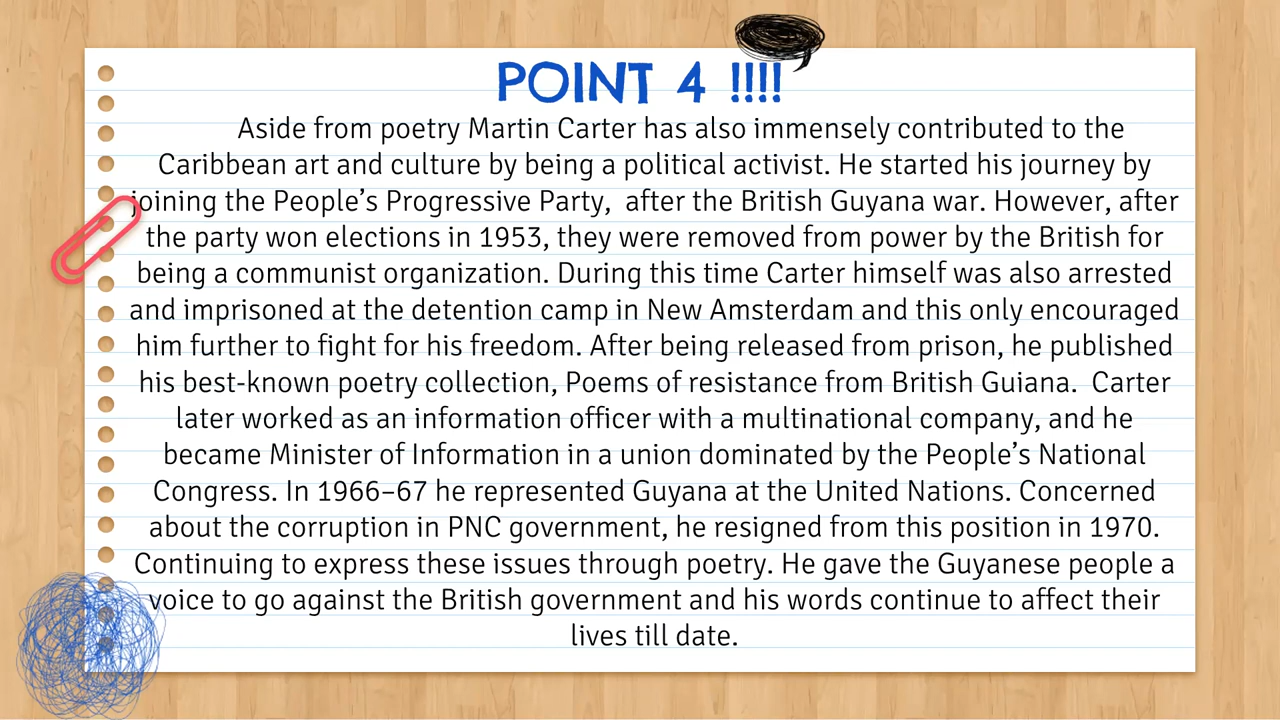 POINT 4 !!!!
Aside from poetry Martin Carter has also immensely contributed to the
Caribbean art and culture by being a political activist. He started his journey by
joining the People’s Progressive Party,  after the British Guyana war. However, after
the party won elections in 1953, they were removed from power by the British for
being a communist organization. During this time Carter himself was also arrested
and imprisoned at the detention camp in New Amsterdam and this only encouraged
him further to fight for his freedom. After being released from prison, he published
his best-known poetry collection, Poems of resistance from British Guiana.  Carter
later worked as an information officer with a multinational company, and he
became Minister of Information in a union dominated by the People’s National
Congress. In 1966–67 he represented Guyana at the United Nations. Concerned
about the corruption in PNC government, he resigned from this position in 1970.
Continuing to express these issues through poetry. He gave the Guyanese people a
voice to go against the British government and his words continue to affect their
lives till date.